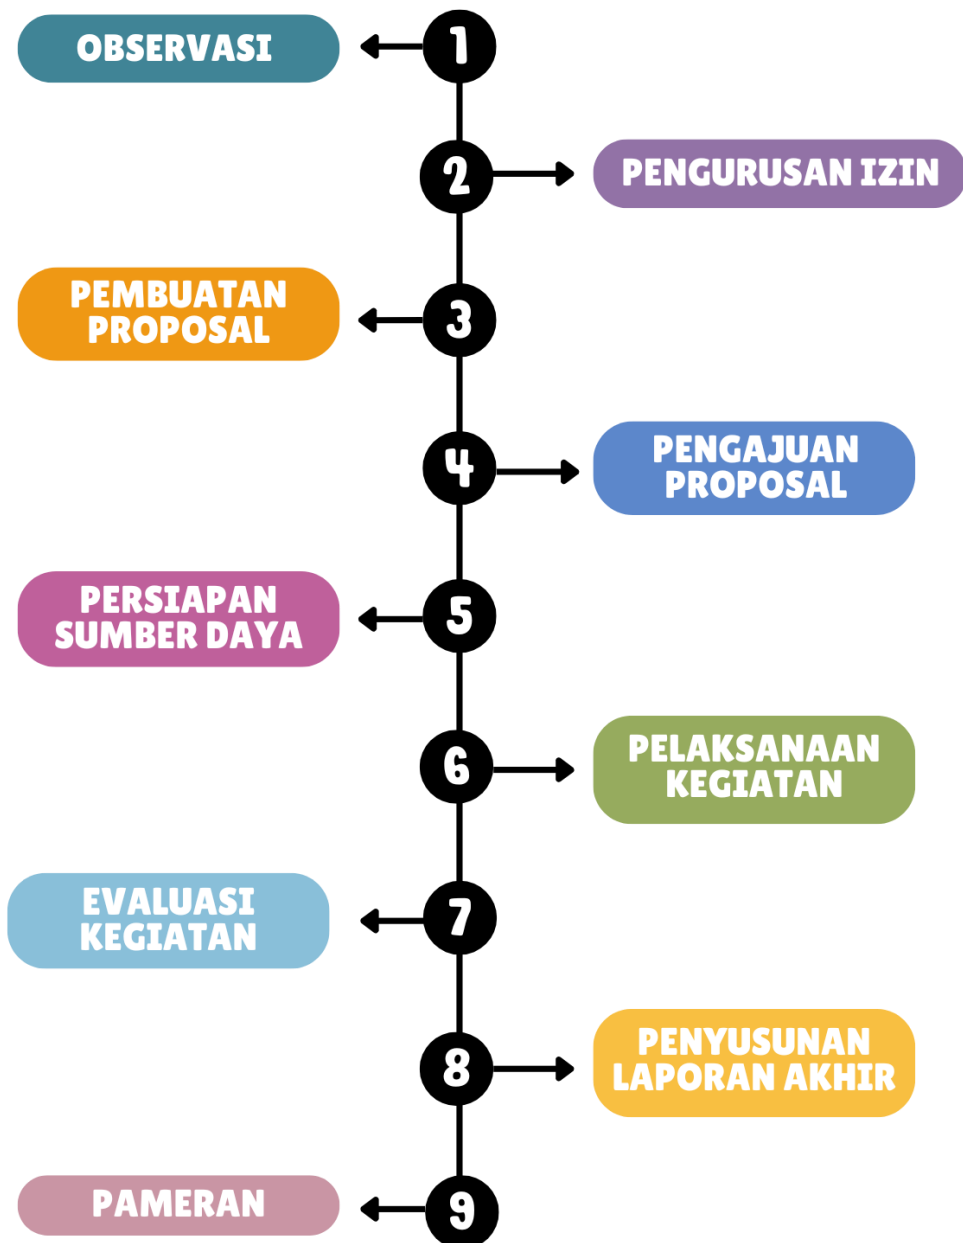 1
OBSERVASI
2
PENGURUSAN IZIN
3
PEMBUATAN
PROPOSAL
4
PENGAJUAN
PROPOSAL
5
PERSIAPAN
SUMBER DAYA
6
PELAKSANAAN
KEGIATAN
7
EVALUASI
KEGIATAN
8
PENYUSUNAN
LAPORAN AKHIR
9
PAMERAN